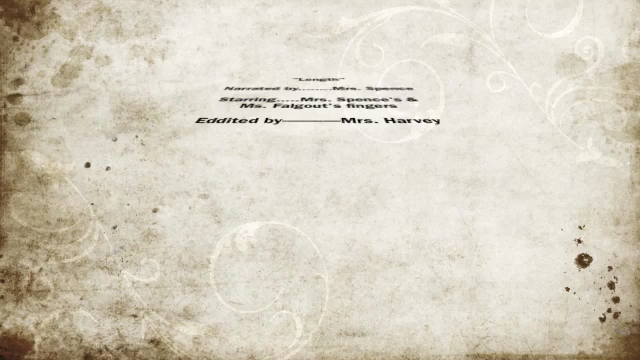 "Length"
Narrated by.........Mrs. Spence
Starring.....Mrs. Spence's &
Ms. Falgout's fingers
Eddited by————Mrs. Harvey